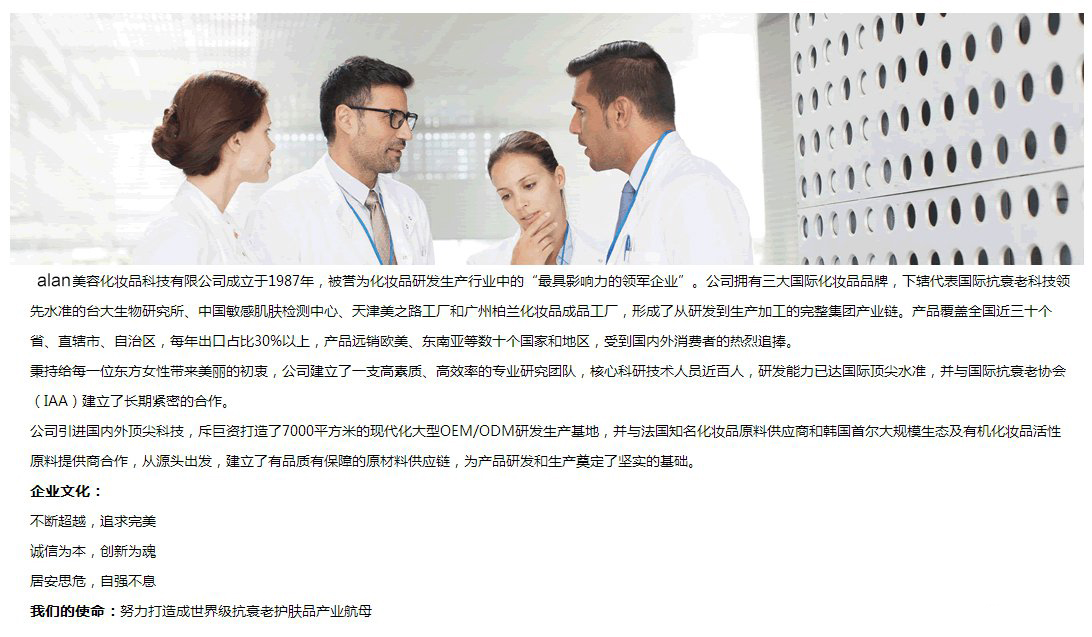 alan美容化妆品科技有限公司成立于1987年，被誉为化妆品研发生产行业中的“最具影响力的领军企业”。公司拥有三大国际化妆品品牌，下辖代表国际抗衰老科技领
先水准的台大生物研究所、中国敏感肌肤检测中心、天津美之路工厂和广州柏兰化妆品成品工厂，形成了从研发到生产加工的完整集团产业链。产品覆盖全国近三十个
省、直辖市、自治区，每年出口占比30%以上，产品远销欧美、东南亚等数十个国家和地区，受到国内外消费者的热烈追捧。
秉持给每一位东方女性带来美丽的初衷，公司建立了一支高素质、高效率的专业研究团队，核心科研技术人员近百人，研发能力已达国际顶尖水准，并与国际抗衰老协会
（IAA）建立了长期紧密的合作。
公司引进国内外顶尖科技，斥巨资打造了7000平方米的现代化大型OEM/ODM研发生产基地，并与法国知名化妆品原料供应商和韩国首尔大规模生态及有机化妆品活性
原料提供商合作，从源头出发，建立了有品质有保障的原材料供应链，为产品研发和生产奠定了坚实的基础。
企业文化：
不断超越，追求完美
诚信为本，创新为魂
居安思危，自强不息
我们的使命：努力打造成世界级抗衰老护肤品产业航母